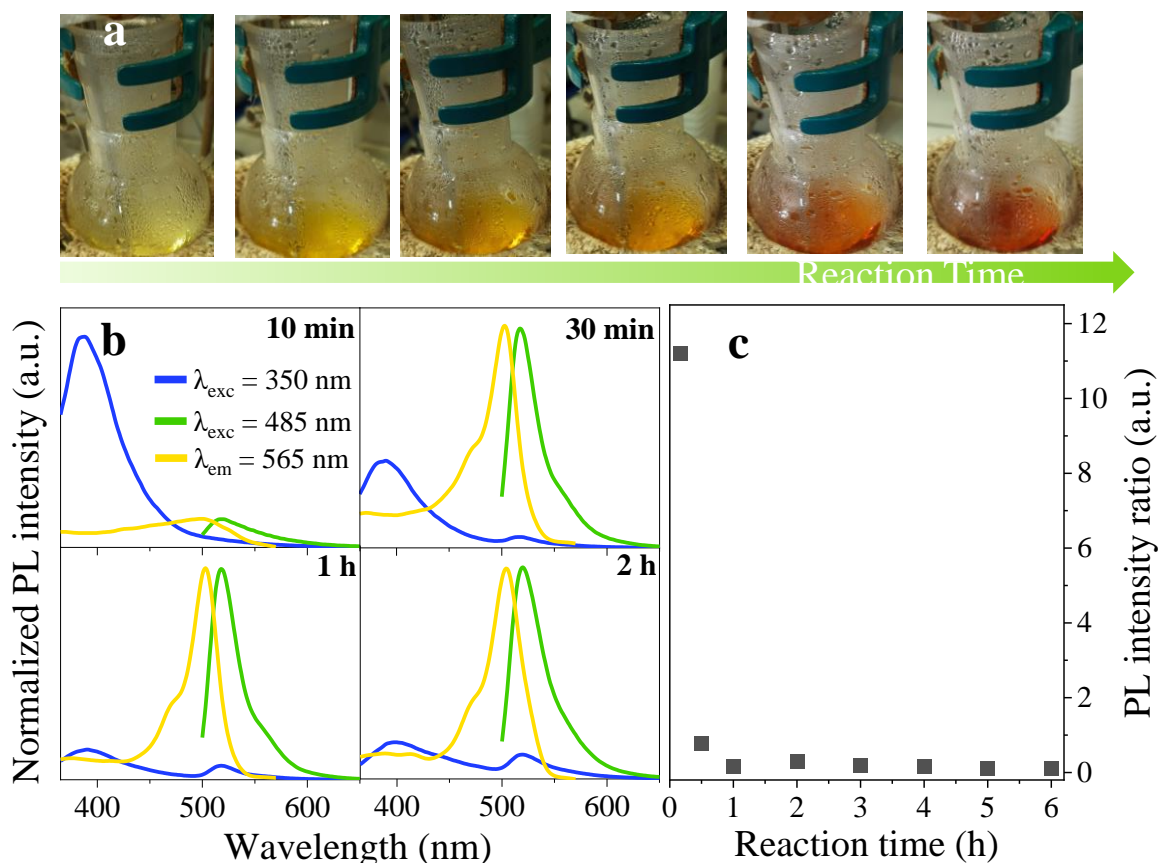 a
Reaction Time
b
10 min
λexc = 350 nm
λexc = 485 nm
λem = 565 nm
30 min
1 h
2 h
Normalized PL intensity (a.u.)
400
500
600
400
500
600
Wavelength (nm)
c
12
10
8
6
4
2
0
PL intensity ratio (a.u.)
0
1
2
3
4
5
6
Reaction time (h)